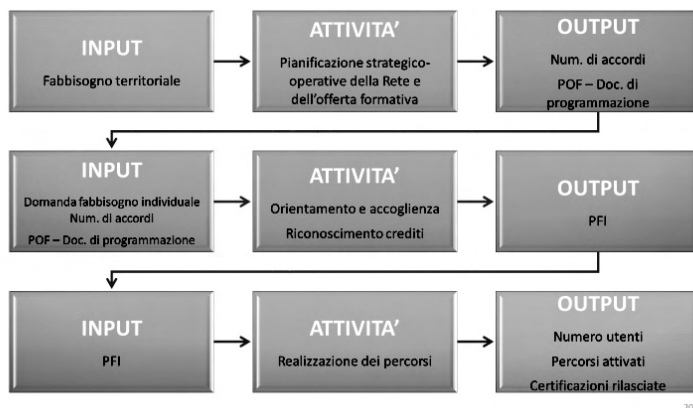 INPUT
Fabbisogno territoriale
ATTIVITA’
Pianificazione strategico-
operative della Rete e
dell’offerta formativa
OUTPUT
Num. di accordi
POF – Doc. di
programmazione
INPUT
Domanda fabbisogno individuale
Num. di accordi
POF – Doc. di programmazione
ATTIVITA’
Orientamento e accoglienza
Riconoscimento crediti
OUTPUT
PFI
INPUT
PFI
ATTIVITA’
Realizzazione dei percorsi
OUTPUT
Numero utenti
Percorsi attivati
Certificazioni rilasciate